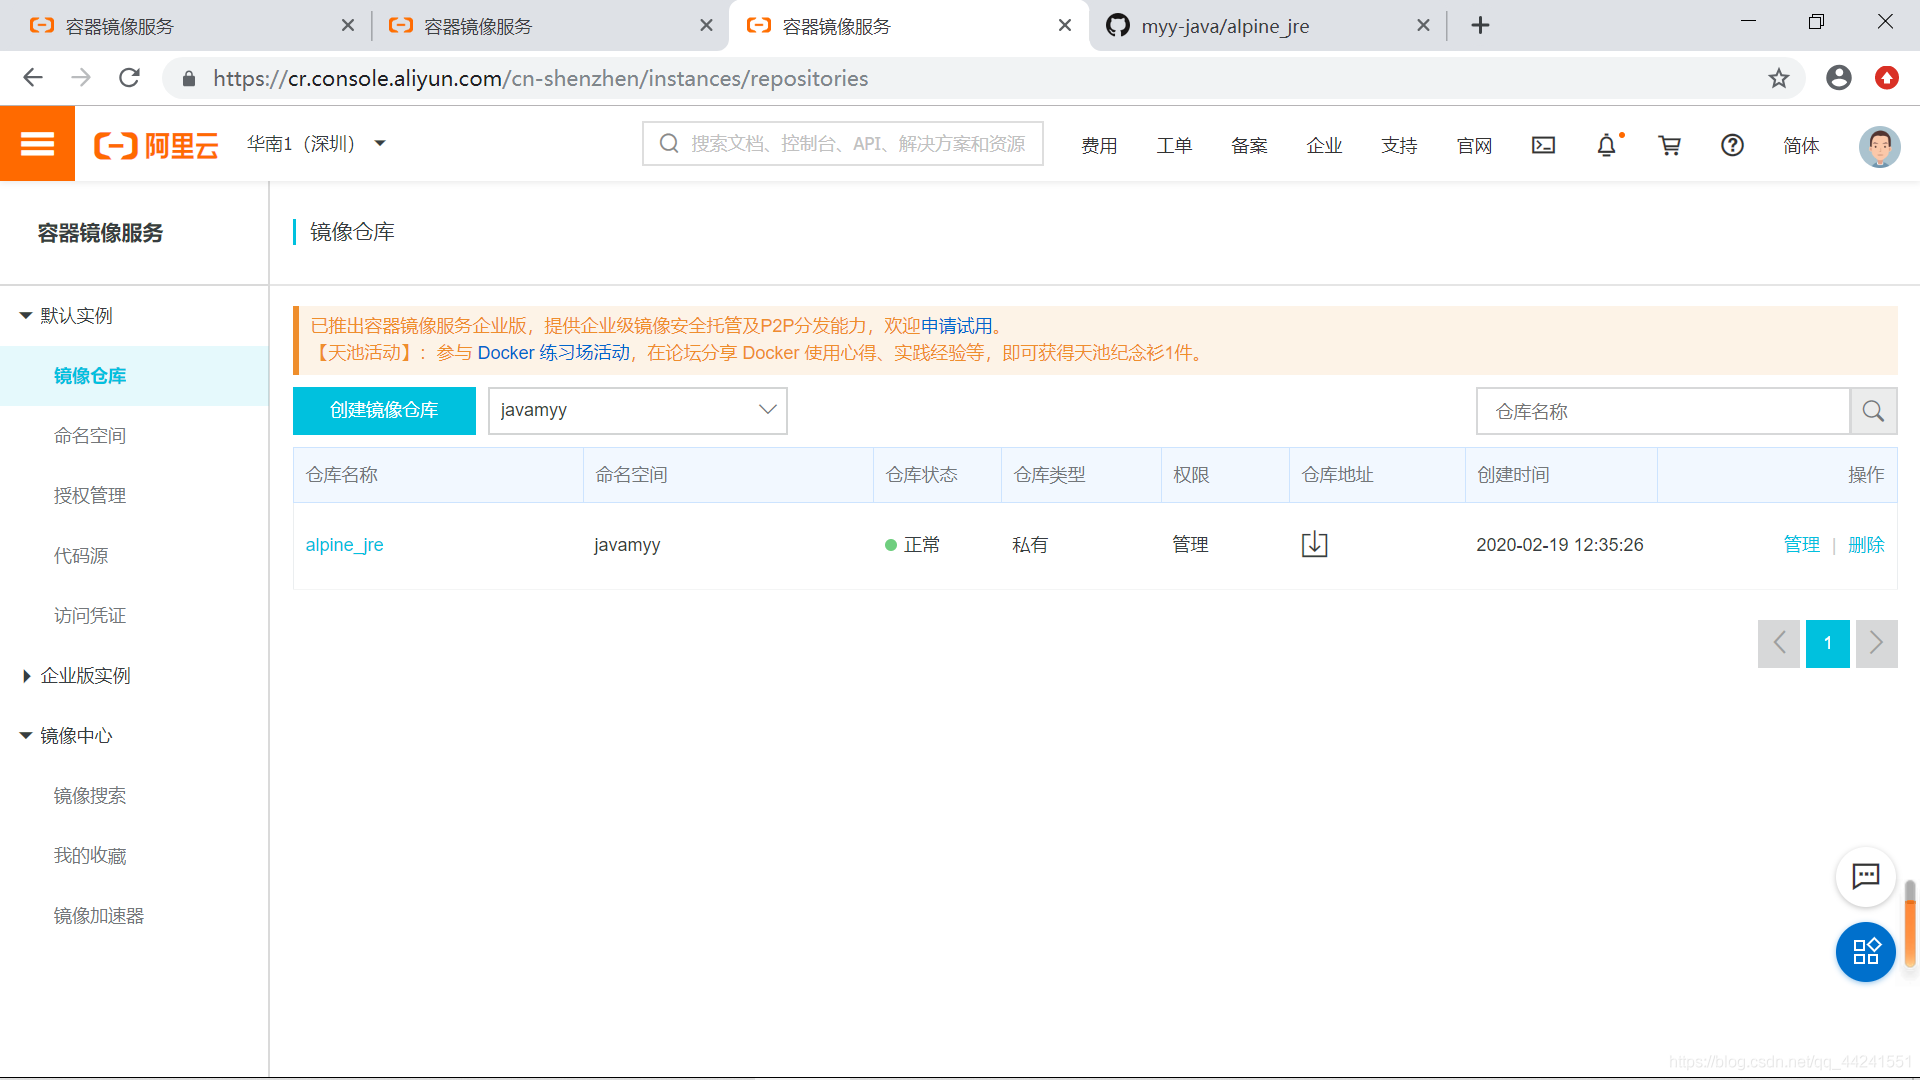 容器镜像服务
容器镜像服务
容器镜像服务
myy-java/alpine_jre
https://cr.console.aliyun.com/cn-shenzhen/instances/repositories
阿里云
华南1（深圳）
搜索文档、控制台、API、解决方案和资源
费用
工单
备案
企业
支持
官网
简体
容器镜像服务
默认实例
镜像仓库
命名空间
授权管理
代码源
访问凭证
企业版实例
镜像中心
镜像搜索
我的收藏
镜像加速器
镜像仓库
已推出容器镜像服务企业版，提供企业级镜像安全托管及P2P分发能力，欢迎申请试用。
【天池活动】：参与 Docker 练习场活动，在论坛分享 Docker 使用心得、实践经验等，即可获得天池纪念衫1件。
创建镜像仓库
javamyy
仓库名称
仓库名称 命名空间 仓库状态 仓库类型 权限 仓库地址 创建时间 操作
alpine_jre javamyy 正常 私有 管理 2020-02-19 12:35:26 管理 | 删除
1
https://blog.csdn.net/qq_44241551